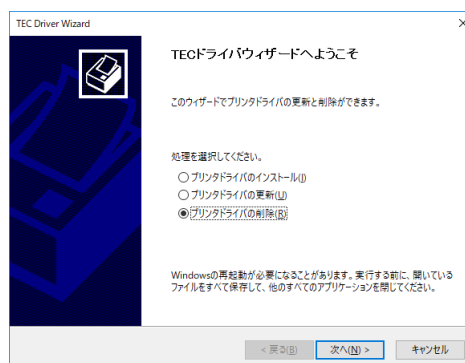 TEC Driver Wizard
TECドライバウィザードへようこそ
このウィザードでプリンタドライバの更新と削除ができます。
処理を選択してください。
プリンタドライバのインストール(I)
プリンタドライバの更新(U)
プリンタドライバの削除(R)
Windowsの再起動が必要になることがあります。実行する前に、開いている
ファイルをすべて保存して、他のすべてのアプリケーションを閉じてください。
< 戻る(B) 次へ(N) > キャンセル